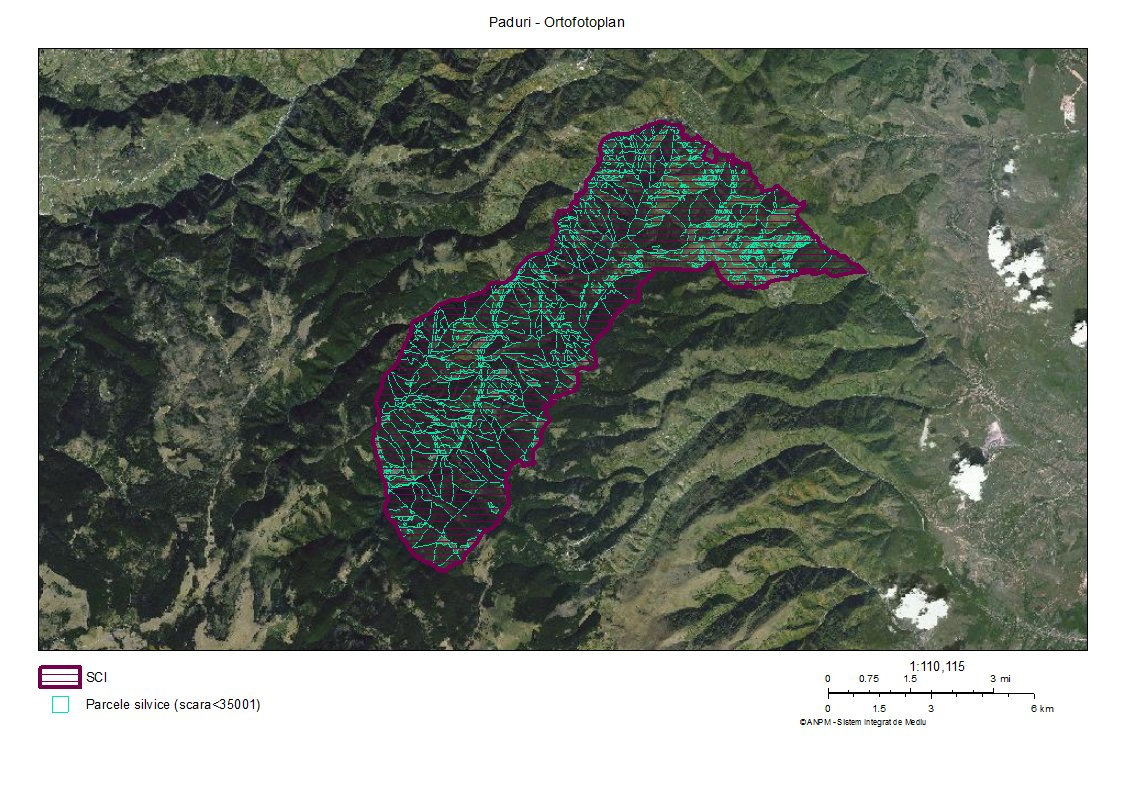 Paduri - Ortofotoplan
SCI
Parcele silvice (scara<35001)
1:110,115
0 0.75 1.5 3 mi
0 1.5 3 6 km
©ANPM - Sistem Integrat de Mediu